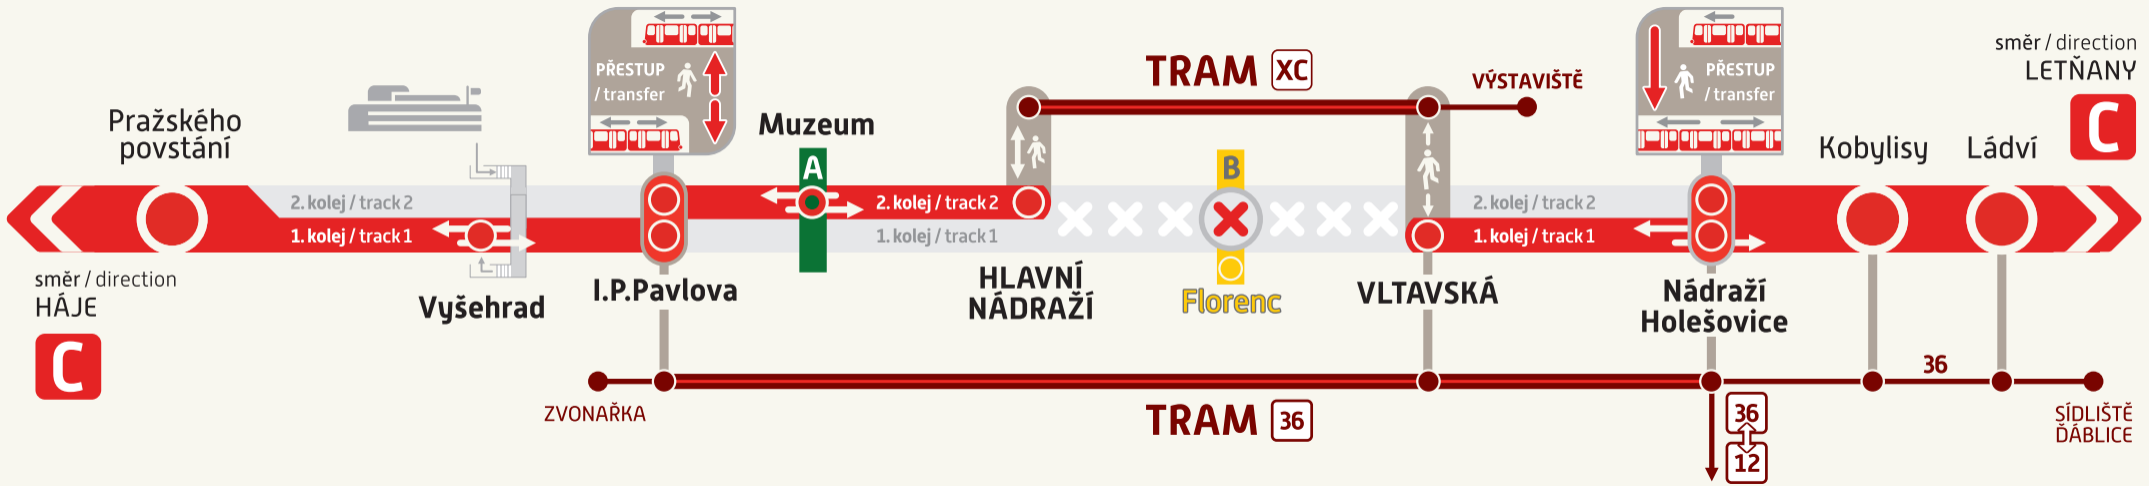 směr / direction
HÁJE
C
Pražského
povstání
2. kolej / track 2
1. kolej / track 1
Vyšehrad
PŘESTUP
/ transfer
I.P.Pavlova
ZVONAŘKA
Muzeum
A
2. kolej / track 2
1. kolej / track 1
HLAVNÍ
NÁDRAŽÍ
TRAM XC
VÝSTAVIŠTĚ
B
Florenc
VLTAVSKÁ
TRAM 36
2. kolej / track 2
1. kolej / track 1
PŘESTUP
/ transfer
Nádraží
Holešovice
36
12
Kobylisy
Ládví
36
SÍDLIŠTĚ
ĎÁBLICE
směr / direction
LETŇANY
C